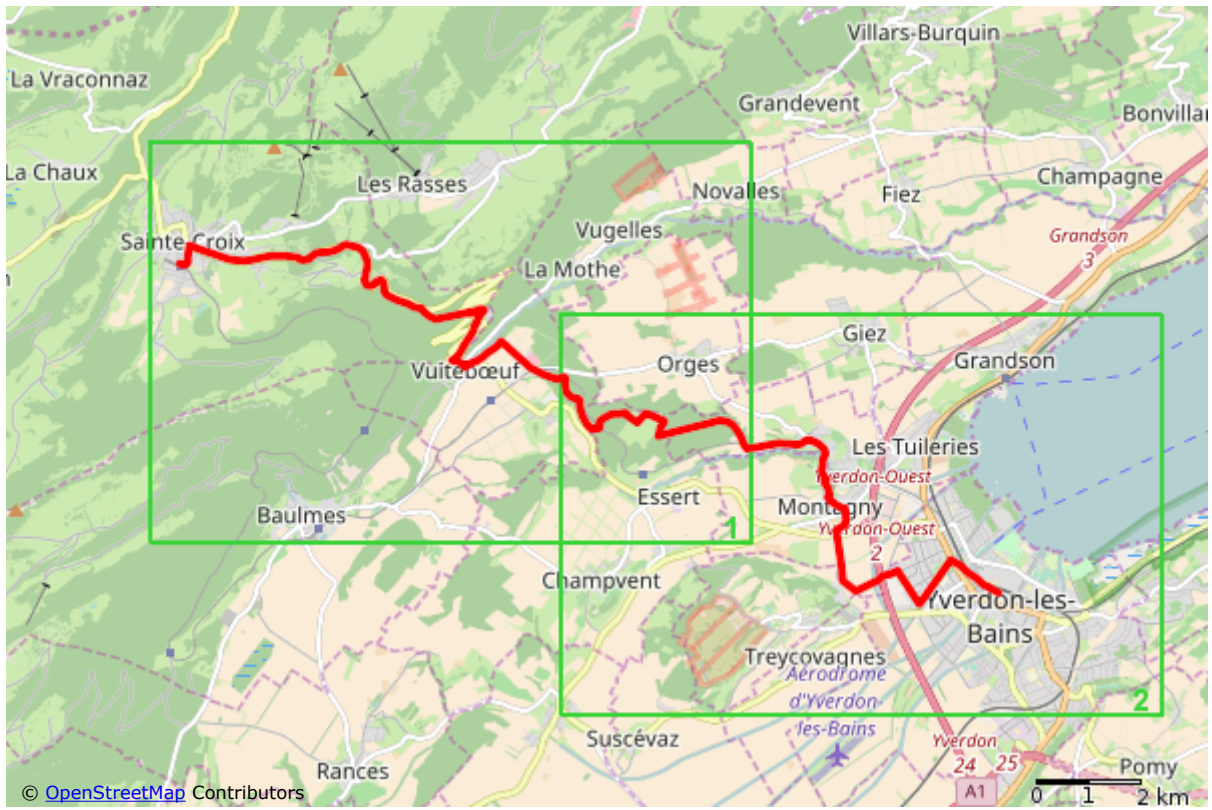 Villars-Burquin
La Vraconnaz
Grandevent
Bonvillar
La Chaux
Les Rasses
Novalles
Champagne
Fiez
Sainte-Croix
Vugelles
Grandson
3
La Mothe
n
Giez
Orges
Grandson
Vuitebœuf
Les Tuileries
Yverdon-Ouest
Essert
Montagny
Baulmes
Yverdon-Ouest
1
2
Champvent
Yverdon-les-
Bains
Treycovagnes
Aérodrome
d'Yverdon-
les-Bains
2
Suscévaz
Yverdon
24 25
Rances
Pomy
© OpenStreetMap Contributors
A1
0 1 2 km